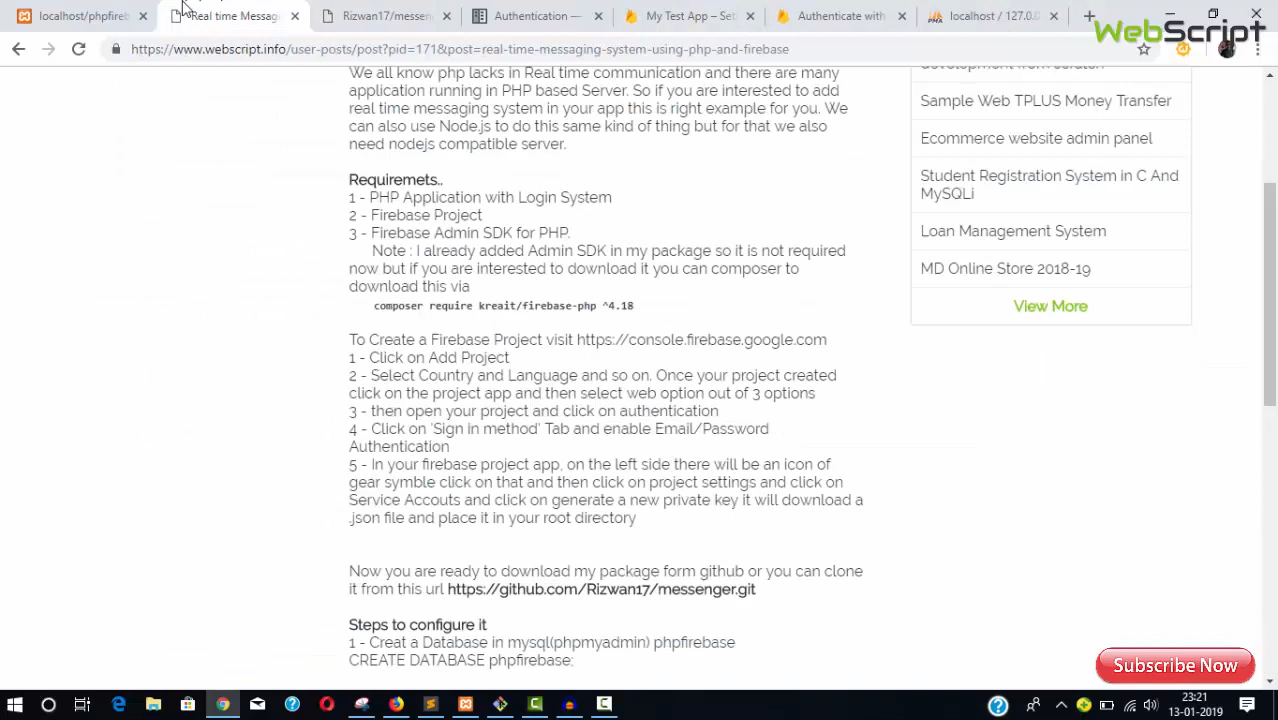 localhost/phpfireb
Real time Messag
Rizwan17/messen
Authentication —
My Test App – Set
Authenticate with
localhost / 127.0.0
WebScript
https://www.webscript.info/user-posts/post?pid=171&post=real-time-messaging-system-using-php-and-firebase
We all know php lacks in Real time communication and there are many
application running in PHP based Server. So if you are interested to add
real time messaging system in your app this is right example for you. We
can also use Node.js to do this same kind of thing but for that we also
need nodejs compatible server.
Requiremets..
1 - PHP Application with Login System
2 - Firebase Project
3 - Firebase Admin SDK for PHP.
Note : I already added Admin SDK in my package so it is not required
now but if you are interested to download it you can composer to
download this via
composer require kreait/firebase-php ^4.18
To Create a Firebase Project visit https://console.firebase.google.com
1 - Click on Add Project
2 - Select Country and Language and so on. Once your project created
click on the project app and then select web option out of 3 options
3 - then open your project and click on authentication
4 - Click on 'Sign in method' Tab and enable Email/Password
Authentication
5 - In your firebase project app, on the left side there will be an icon of
gear symble click on that and then click on project settings and click on
Service Accouts and click on generate a new private key it will download a
.json file and place it in your root directory
Now you are ready to download my package form github or you can clone
it from this url https://github.com/Rizwan17/messenger.git
Steps to configure it
1 - Creat a Database in mysql(phpmyadmin) phpfirebase
CREATE DATABASE phpfirebase;
development from scratch
Sample Web TPLUS Money Transfer
Ecommerce website admin panel
Student Registration System in C And
MySQLi
Loan Management System
MD Online Store 2018-19
View More
Subscribe Now
23:21
13-01-2019